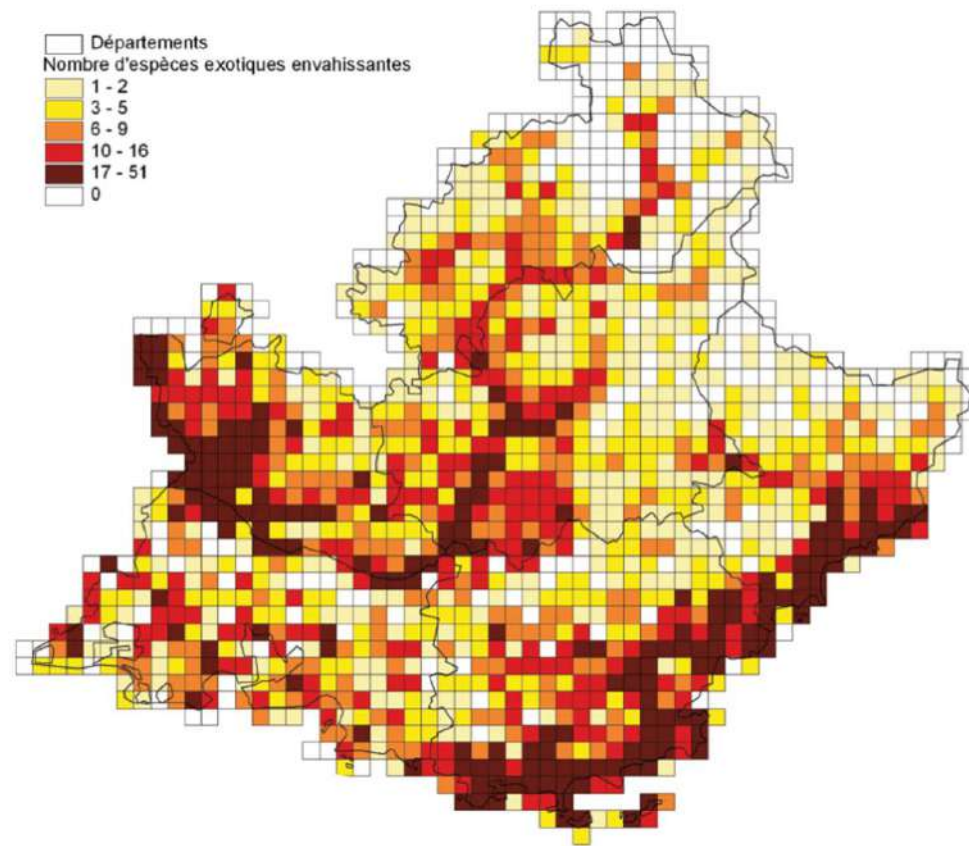 Départements
Nombre d'espèces exotiques envahissantes
1 - 2
3 - 5
6 - 9
10 - 16
17 - 51
0